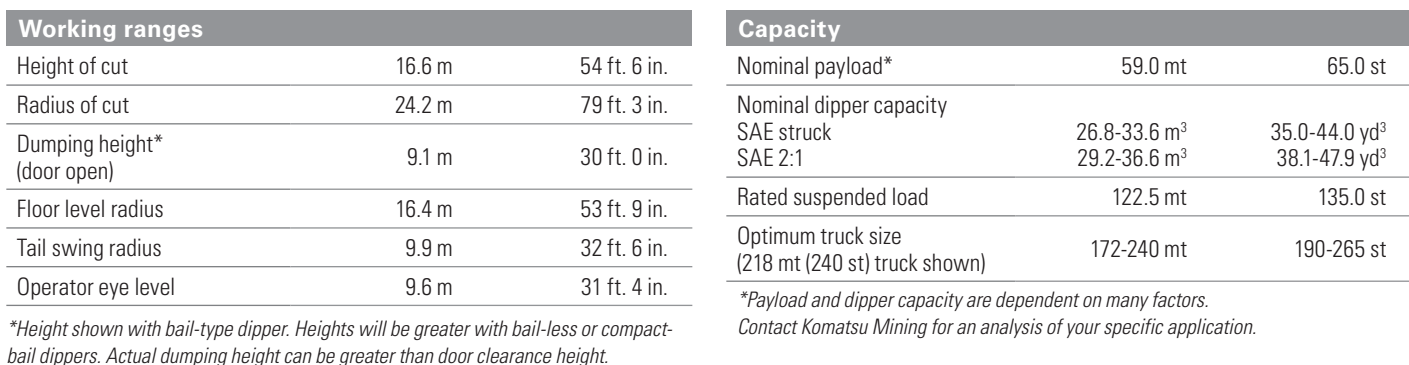 Working ranges
Height of cut 16.6 m 54 ft. 6 in.
Radius of cut 24.2 m 79 ft. 3 in.
Dumping height*
(door open) 9.1 m 30 ft. 0 in.
Floor level radius 16.4 m 53 ft. 9 in.
Tail swing radius 9.9 m 32 ft. 6 in.
Operator eye level 9.6 m 31 ft. 4 in.
*Height shown with bail-type dipper. Heights will be greater with bail-less or compact-
bail dippers. Actual dumping height can be greater than door clearance height.
Capacity
Nominal payload* 59.0 mt 65.0 st
Nominal dipper capacity
SAE struck 26.8-33.6 m³ 35.0-44.0 yd³
SAE 2:1 29.2-36.6 m³ 38.1-47.9 yd³
Rated suspended load 122.5 mt 135.0 st
Optimum truck size
(218 mt (240 st) truck shown) 172-240 mt 190-265 st
*Payload and dipper capacity are dependent on many factors.
Contact Komatsu Mining for an analysis of your specific application.